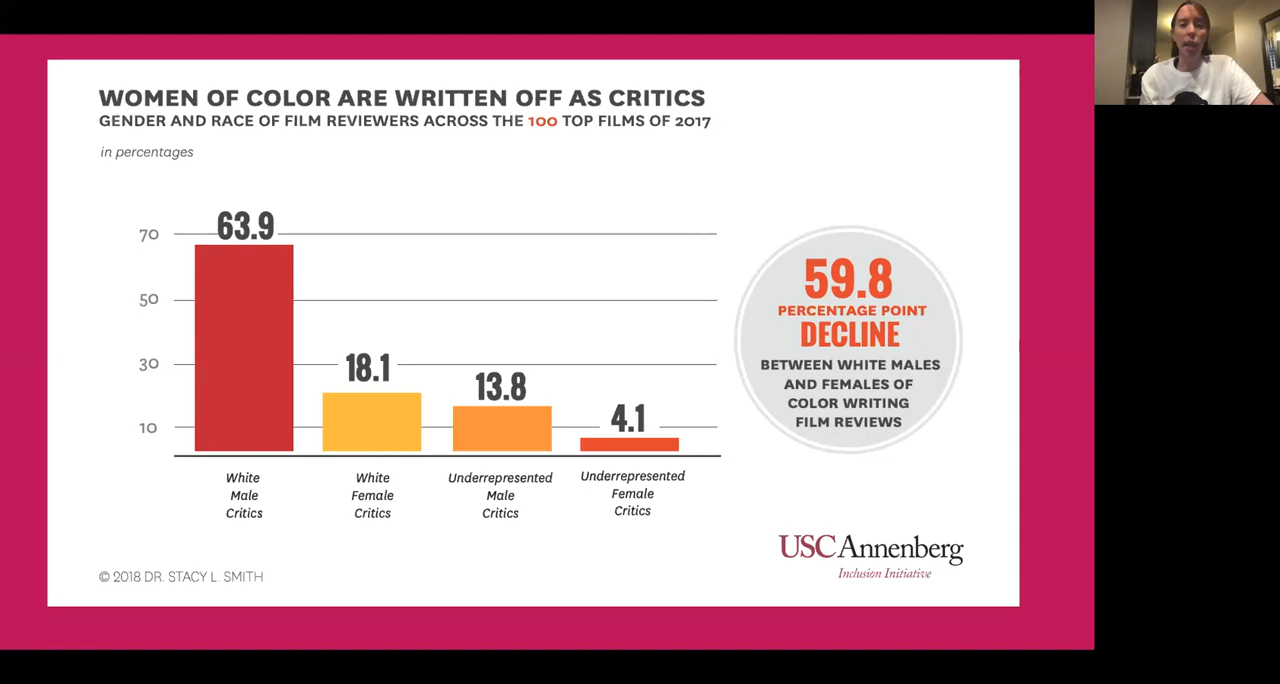 WOMEN OF COLOR ARE WRITTEN OFF AS CRITICS
GENDER AND RACE OF FILM REVIEWERS ACROSS THE 100 TOP FILMS OF 2017
in percentages
70
50
30
10
63.9
18.1
13.8
4.1
White
Male
Critics
White
Female
Critics
Underrepresented
Male
Critics
Underrepresented
Female
Critics
59.8
PERCENTAGE POINT
DECLINE
BETWEEN WHITE MALES
AND FEMALES OF
COLOR WRITING
FILM REVIEWS
© 2018 DR. STACY L. SMITH
USC Annenberg
Inclusion Initiative